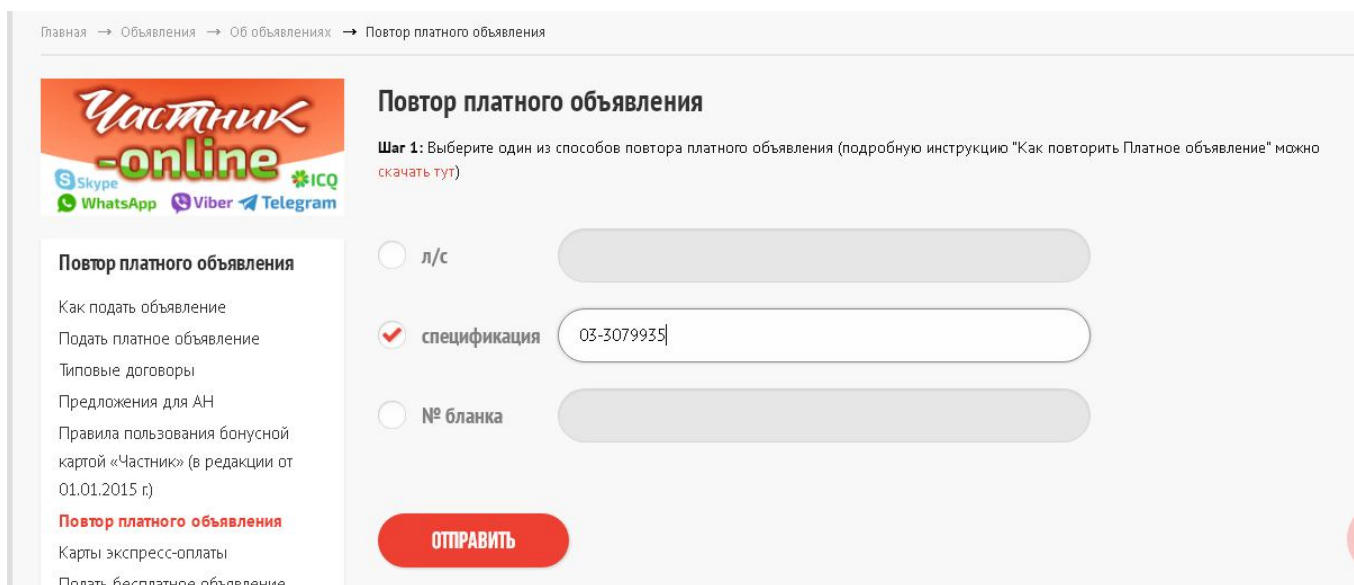 Главная → Объявления → Об объявлениях → Повтор платного объявления
Частник
-online
Skype
ICQ
WhatsApp Viber Telegram
Повтор платного объявления
Как подать объявление
Подать платное объявление
Типовые договоры
Предложения для АН
Правила пользования бонусной
картой «Частник» (в редакции от
01.01.2015 г.)
Повтор платного объявления
Карты экспресс-оплаты
Подать бесплатное объявление
Повтор платного объявления
Шаг 1: Выберите один из способов повтора платного объявления (подробную инструкцию "Как повторить Платное объявление" можно
скачать тут)
л/с
спецификация 03-3079935
№ бланка
ОТПРАВИТЬ